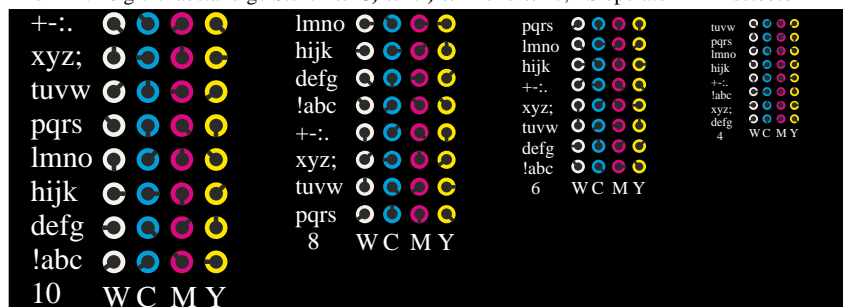 +-:.
xyz;
tuvw
pqrs
lmno
hijk
defg
!abc
10 W C M Y
lmno
hijk
defg
!abc
+-:.
xyz;
tuvw
pqrs
8 W C M Y
pqrs
lmno
hijk
+-:.
xyz;
tuvw
defg
!abc
6 W C M Y
tuvw
pqrs
lmno
hijk
+-:.
!abc
xyz;
defg
4 W C M Y